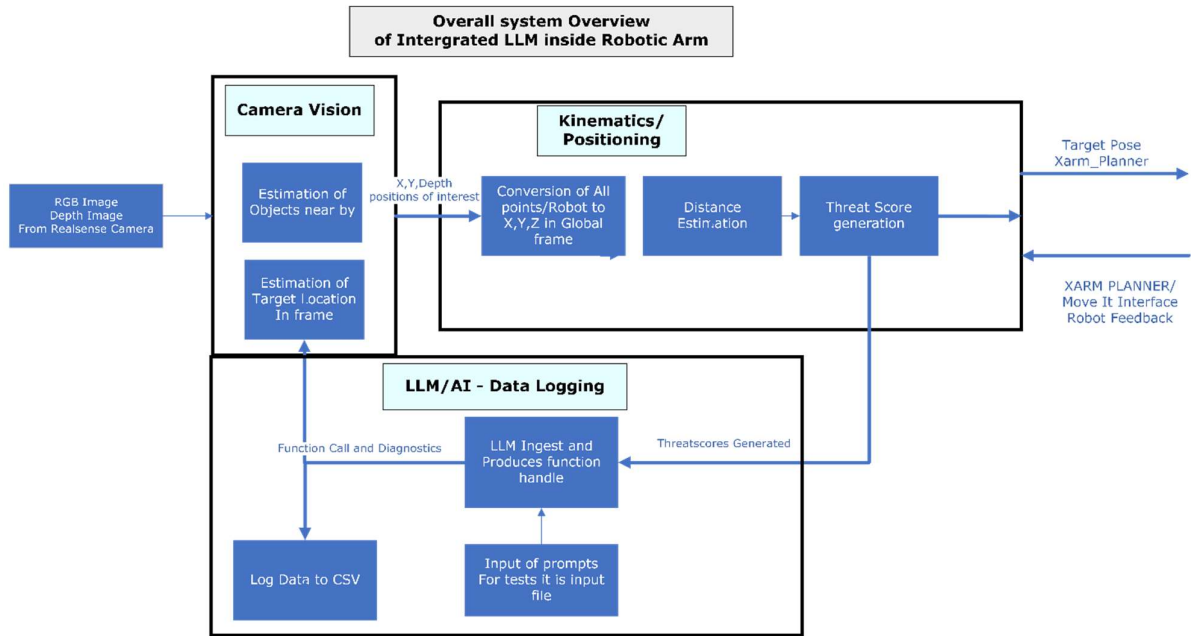 Overall system Overview
of Intergrated LLM inside Robotic Arm
Camera Vision
Kinematics/
Positioning
RGB Image
Depth Image
From Realsense Camera
Estimation of
Objects near by
Estimation of
Target Location
In frame
X,Y,Depth
positions of interest
Conversion of All
points/Robot to
X,Y,Z in Global
frame
Distance
Estimation
Threat Score
generation
Target Pose
Xarm_Planner
XARM PLANNER/
Move It Interface
Robot Feedback
LLM/AI - Data Logging
Function Call and Diagnostics
LLM Ingest and
Produces function
handle
Threatscores Generated
Log Data to CSV
Input of prompts
For tests it is input
file